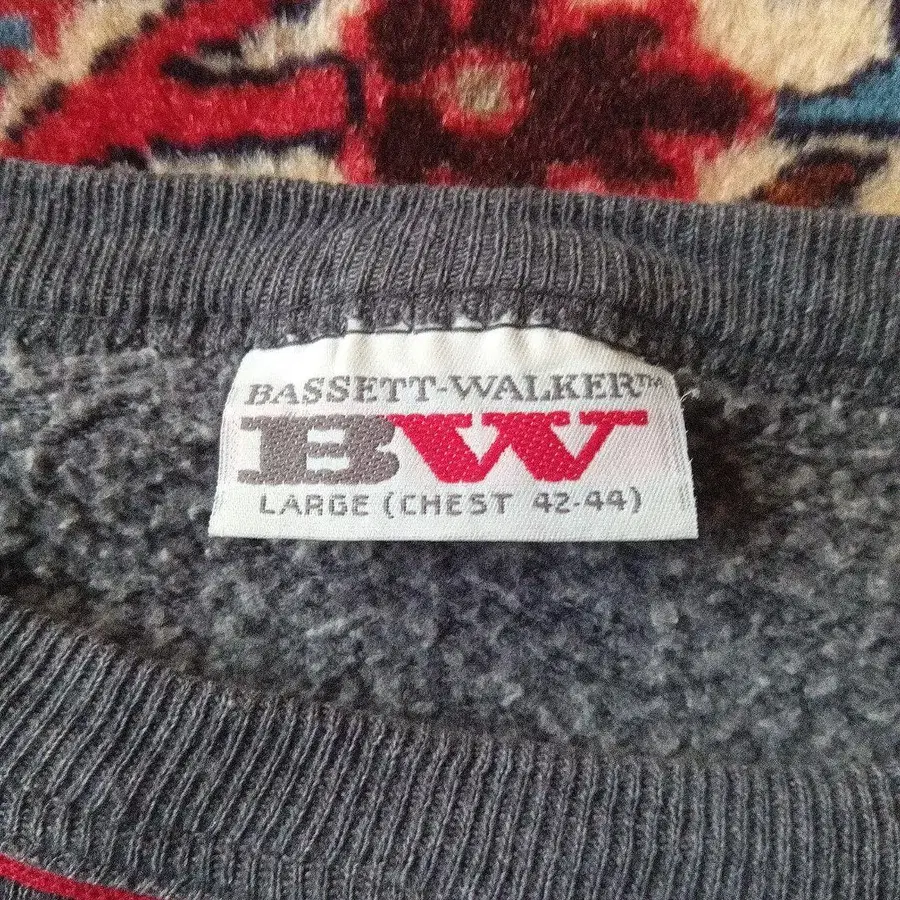 BASSETT-WALKER™
BW
LARGE (CHEST 42-44)